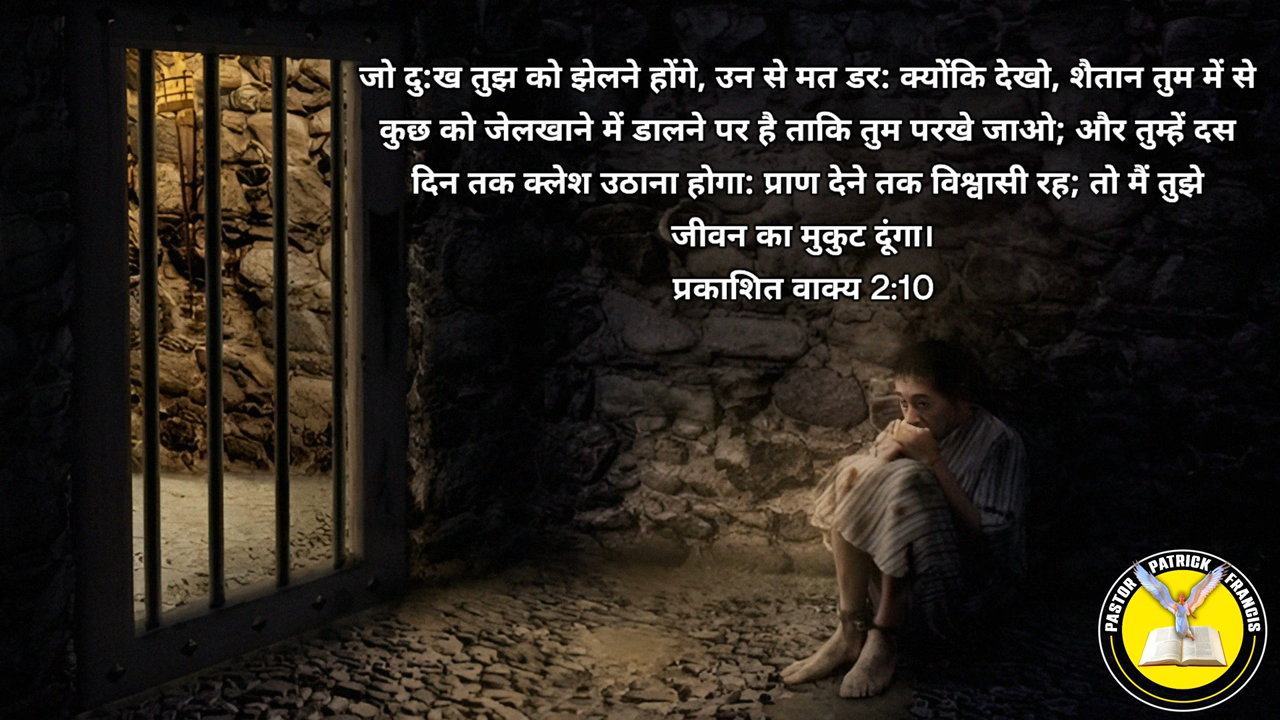 जो दु:ख तुझ को झेलने होंगे, उन से मत डर: क्योंकि देखो, शैतान तुम में से
कुछ को जेलखाने में डालने पर है ताकि तुम परखे जाओ; और तुम्हें दस
दिन तक क्लेश उठाना होगा: प्राण देने तक विश्वासी रह; तो मैं तुझे
जीवन का मुकुट दूंगा।
प्रकाशित वाक्य 2:10
PASTOR PATRICK FRANCIS